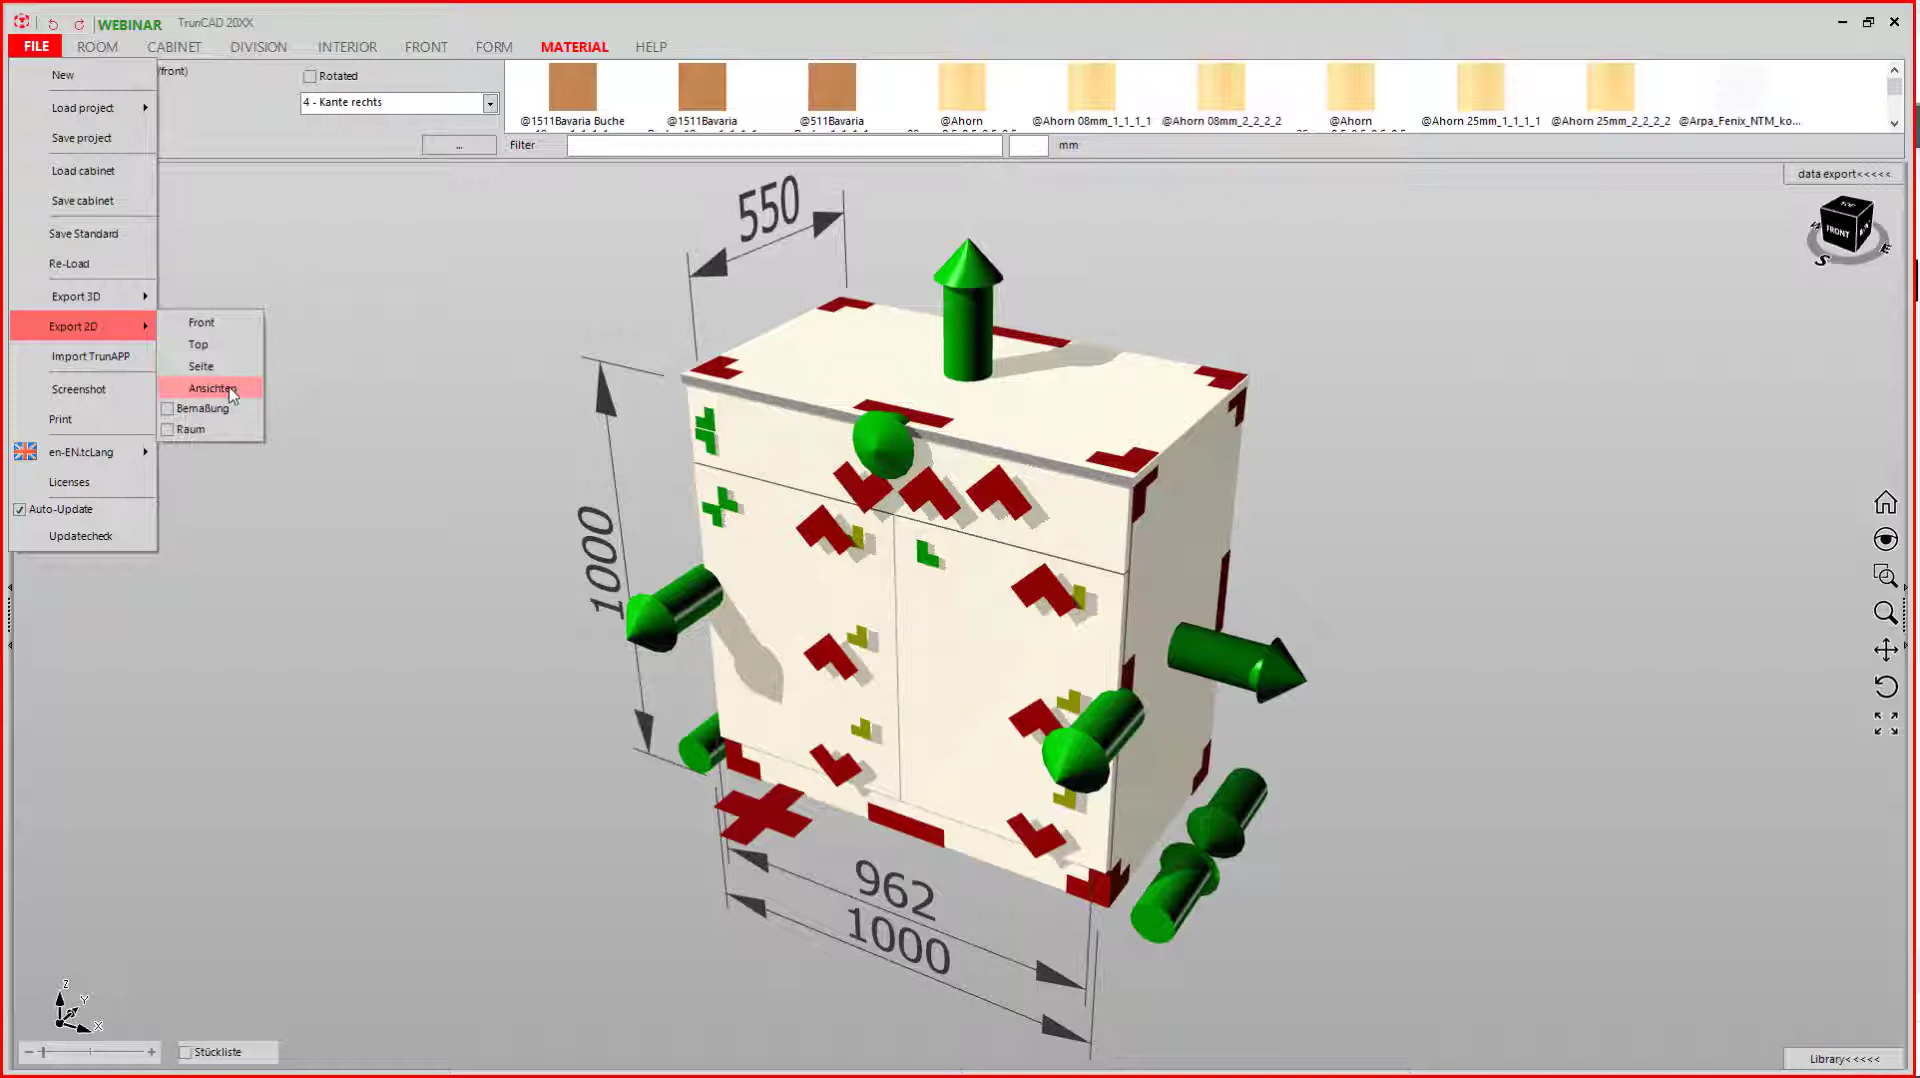 WEBINAR TrunCAD 20XX
FILE ROOM CABINET DIVISION INTERIOR FRONT FORM MATERIAL HELP
New
Load project
Save project
Load cabinet
Save cabinet
Save Standard
Re-Load
Export 3D
Export 2D
Import TrunAPP
Screenshot
Print
en-EN.tcLang
Licenses
Auto-Update
Updatecheck
Front
Top
Seite
Ansichten
Bemaßung
Raum
/front)
Rotated
4 - Kante rechts
...
@1511Bavaria Buche
@1511Bavaria
@511Bavaria
@Ahorn
@Ahorn 08mm_1_1_1_1
@Ahorn 08mm_2_2_2_2
@Ahorn
@Ahorn 25mm_1_1_1_1
@Ahorn 25mm_2_2_2_2
@Arpa_Fenix_NTM_ko...
Filter
mm
data export<<<<<
TOP
FRONT
S
E
550
1000
962
1000
Z
Y
X
Stückliste
Library<<<<<